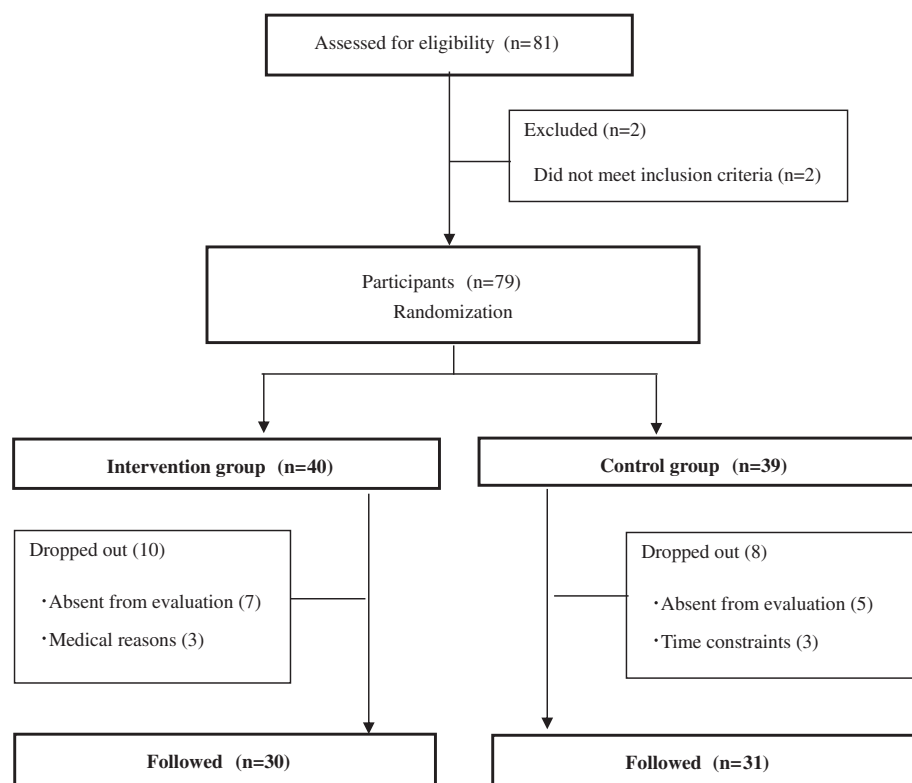 Assessed for eligibility (n=81)
Excluded (n=2)
Did not meet inclusion criteria (n=2)
Participants (n=79)
Randomization
Intervention group (n=40)
Control group (n=39)
Dropped out (10)
・Absent from evaluation (7)
・Medical reasons (3)
Dropped out (8)
・Absent from evaluation (5)
・Time constraints (3)
Followed (n=30)
Followed (n=31)